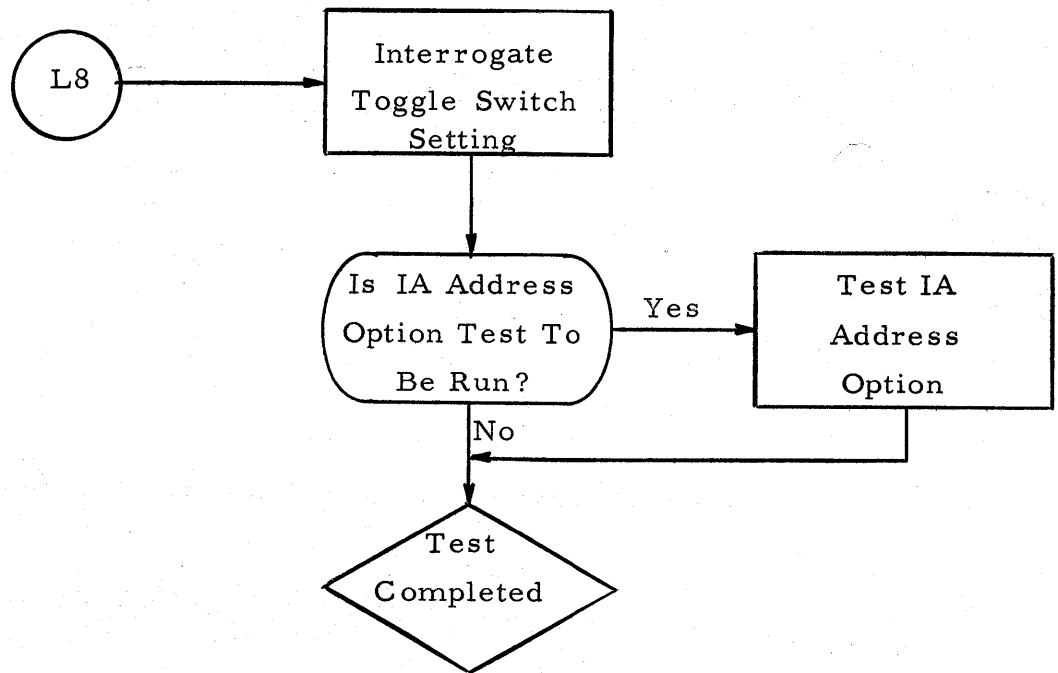 L8
Interrogate
Toggle Switch
Setting
Is IA Address
Option Test To
Be Run?
Yes
Test IA
Address
Option
No
Test
Completed